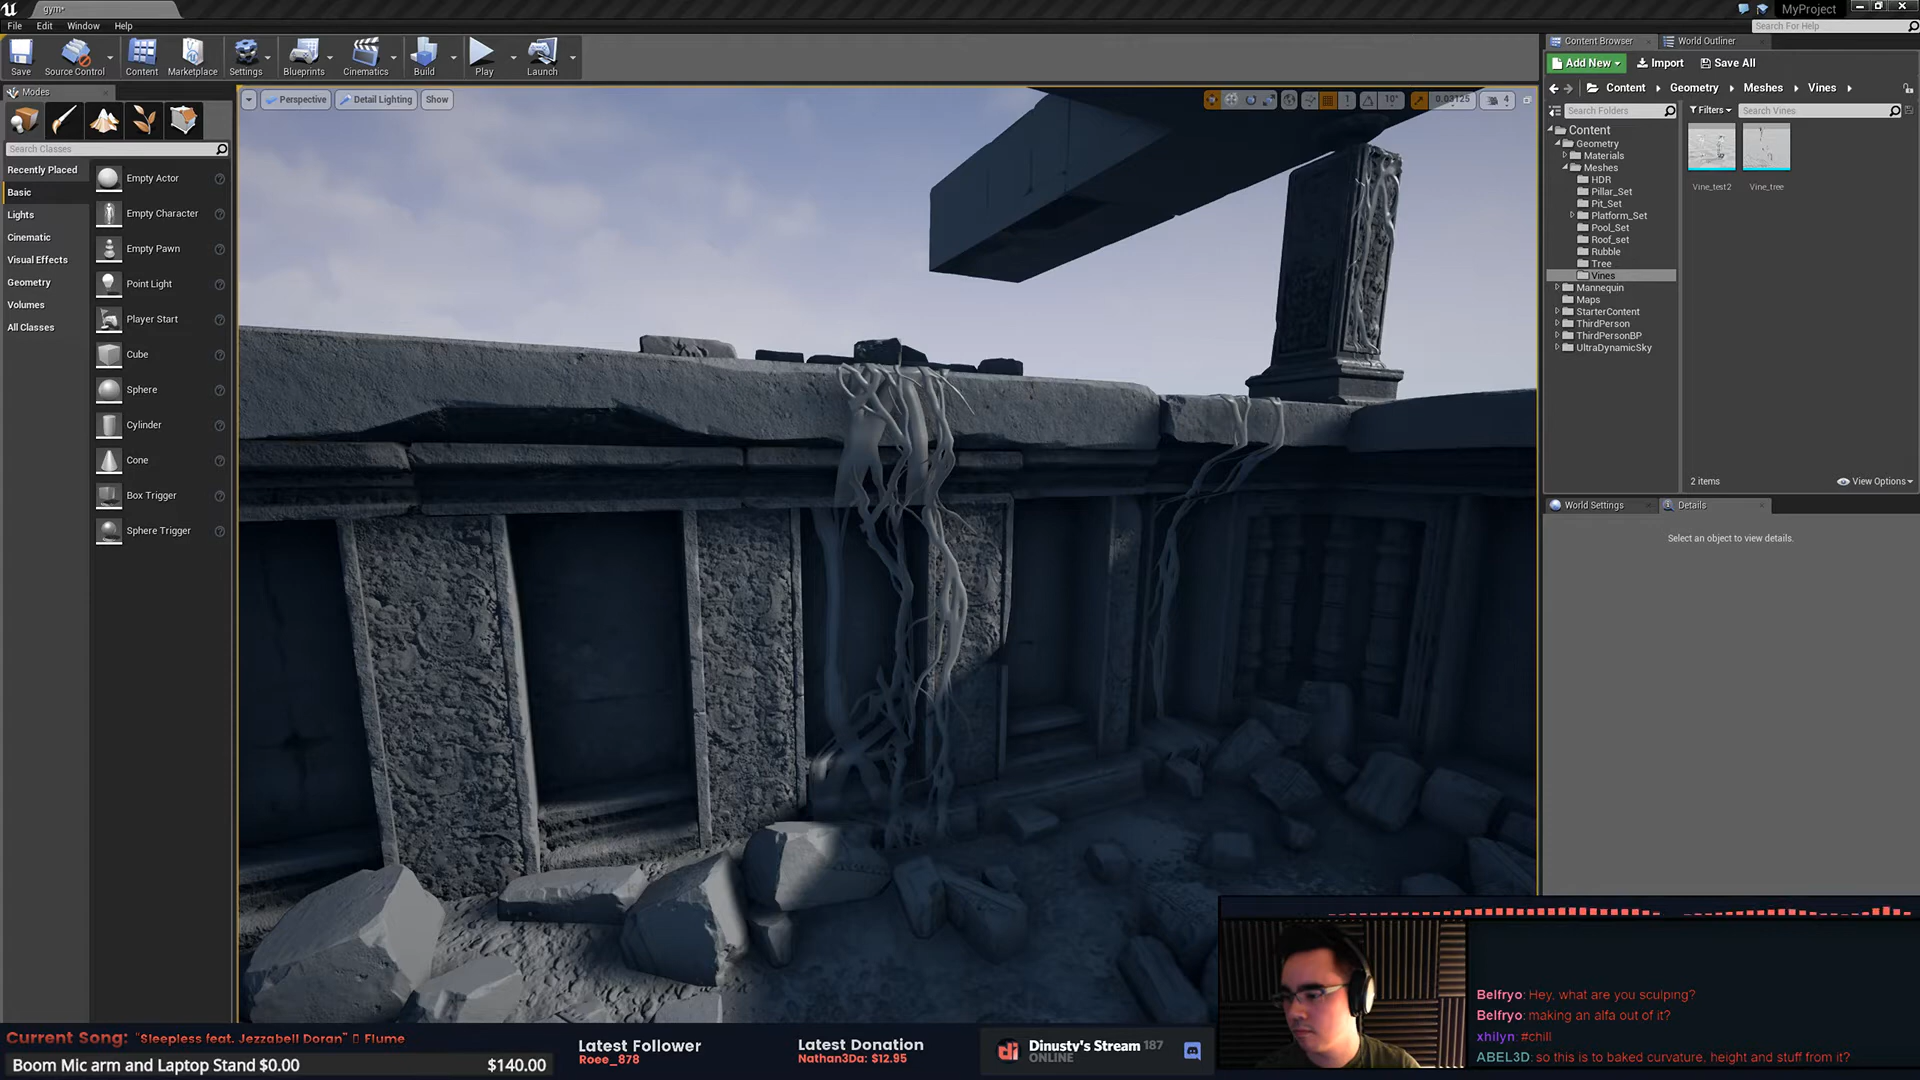 gym*
MyProject
File Edit Window Help
Search For Help
Save Source Control Content Marketplace Settings Blueprints Cinematics Build Play Launch
Content Browser World Outliner
Add New Import Save All
Content Geometry Meshes Vines
Search Folders Filters Search Vines
Modes
Search Classes
Recently Placed
Basic
Lights
Cinematic
Visual Effects
Geometry
Volumes
All Classes
Empty Actor
Empty Character
Empty Pawn
Point Light
Player Start
Cube
Sphere
Cylinder
Cone
Box Trigger
Sphere Trigger
Perspective Detail Lighting Show
1 10° 0.03125 4
Content
Geometry
Materials
Meshes
HDR
Pillar_Set
Pit_Set
Platform_Set
Pool_Set
Roof_set
Rubble
Tree
Vines
Mannequin
Maps
StarterContent
ThirdPerson
ThirdPersonBP
UltraDynamicSky
Vine_test2 Vine_tree
2 items View Options
World Settings Details
Select an object to view details.
Belfryo: Hey, what are you sculping?
Belfryo: making an alfa out of it?
xhilyn: #chill
ABEL3D: so this is to baked curvature, height and stuff from it?
Current Song: "Sleepless feat. Jezzabell Doran" Flume
Boom Mic arm and Laptop Stand $0.00 $140.00
Latest Follower
Roee_878
Latest Donation
Nathan3Da: $12.95
Dinusty's Stream 187
ONLINE